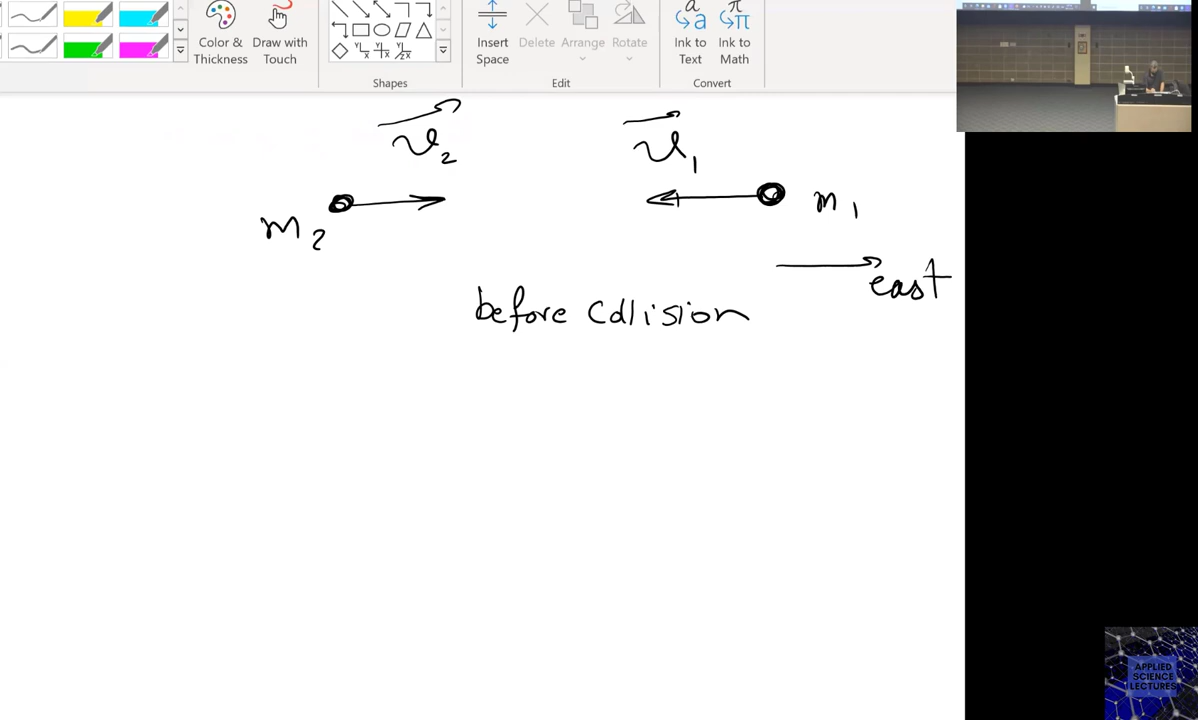 Color &
Thickness
Draw with
Touch
Shapes
Insert
Space
Delete
Arrange
Rotate
Edit
Ink to
Text
Ink to
Math
Convert
v₂
v₁
m₂
m₁
east
before collision
APPLIED
SCIENCE
LECTURES